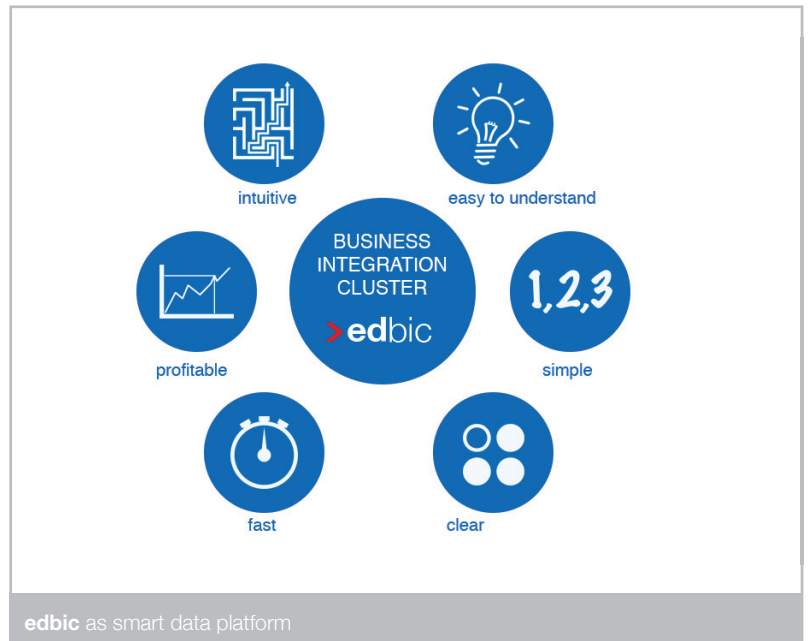 intuitive
easy to understand
BUSINESS
INTEGRATION
CLUSTER
edbic
1,2,3
profitable
simple
fast
clear
edbic as smart data platform